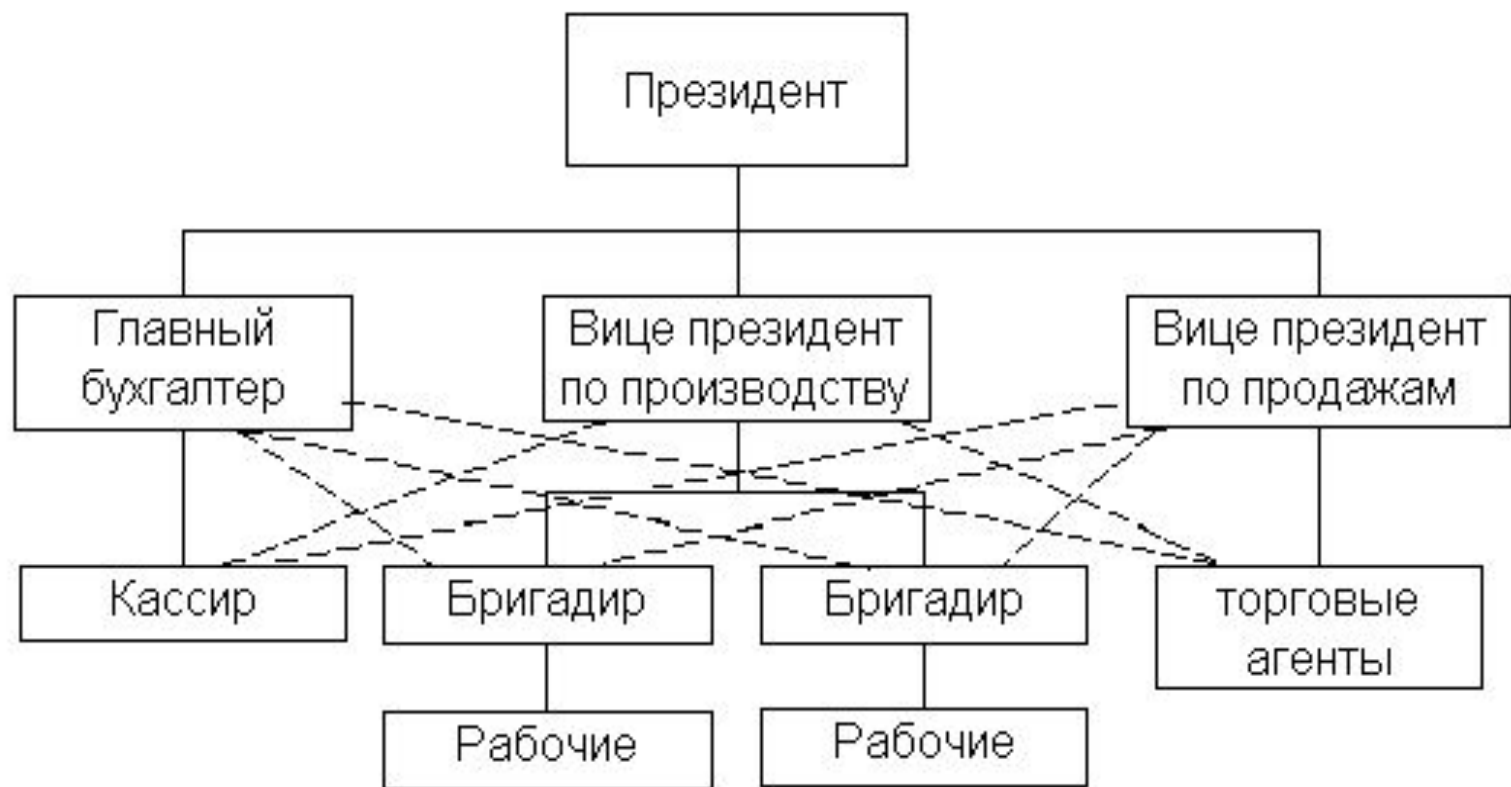 Президент
Главный
бухгалтер
Вице президент
по производству
Вице президент
по продажам
Кассир
Бригадир
Бригадир
торговые
агенты
Рабочие
Рабочие